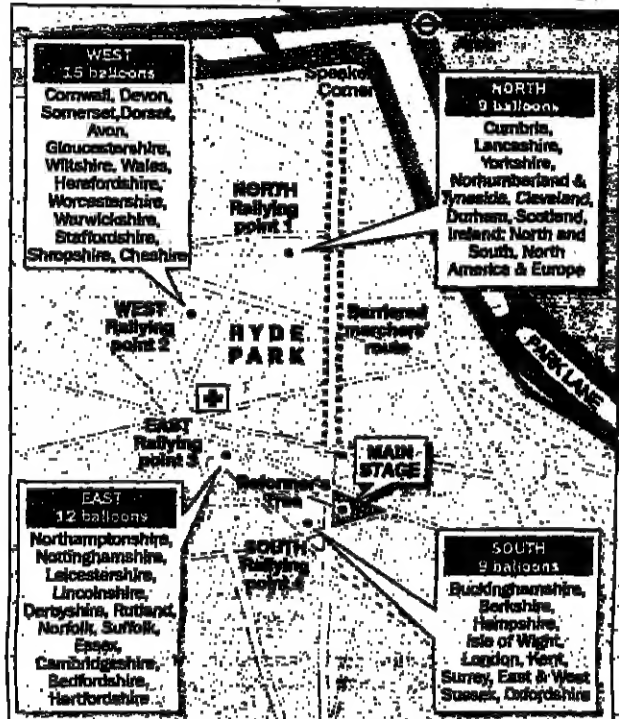 WEST
15 balloons
Cornwall, Devon,
Somerset,Dorset,
Avon,
Gloucestershire,
Wiltshire, Wales,
Herefordshire,
Worcestershire,
Warwickshire,
Staffordshire,
Shropshire, Cheshire
Speakers
Corner
NORTH
9 balloons
Cumbria,
Lancashire,
Yorkshire,
Norhumberland &
Tyneside, Cleveland,
Durham, Scotland,
Ireland: North and
South, North
America & Europe
NORTH
Rallying
point 1
WEST
Rallying
point 2
HYDE
PARK
Barriered
marchers'
route
PARK LANE
EAST
Rallying
point 3
MAIN
STAGE
Reformer's
Tree
SOUTH
Rallying
point 4
EAST
12 balloons
Northamptonshire,
Nottinghamshire,
Leicestershire,
Lincolnshire,
Derbyshire, Rutland,
Norfolk, Suffolk,
Essex,
Cambridgeshire,
Bedfordshire,
Hertfordshire
SOUTH
9 balloons
Buckinghamshire,
Berkshire,
Hampshire,
Isle of Wight,
London, Kent,
Surrey, East & West
Sussex, Oxfordshire